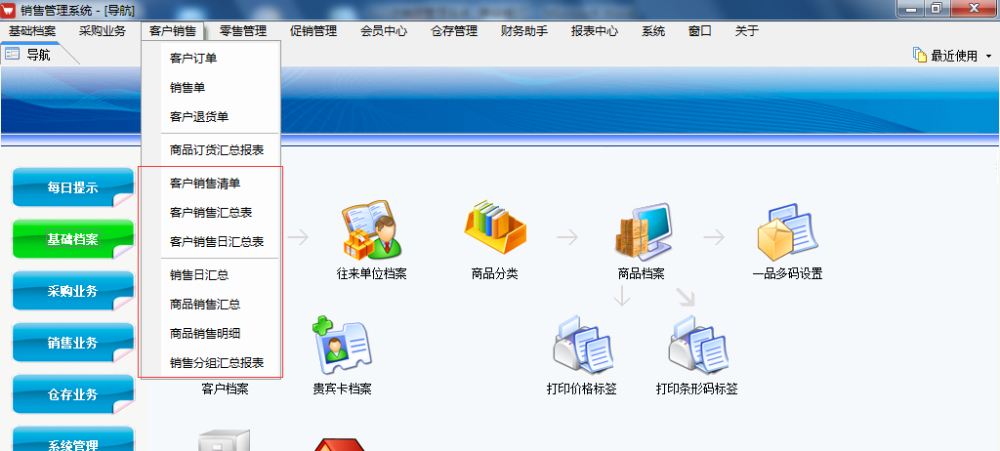 销售管理系统 - [导航]
基础档案 采购业务 客户销售 零售管理 促销管理 会员中心 仓存管理 财务助手 报表中心 系统 窗口 关于
导航
最近使用
客户订单
销售单
客户退货单
商品订货汇总报表
客户销售清单
客户销售汇总表
客户销售日汇总表
销售日汇总
商品销售汇总
商品销售明细
销售分组汇总报表
每日提示
基础档案
采购业务
销售业务
仓存业务
系统管理
往来单位档案 商品分类 商品档案 一品多码设置
客户档案 贵宾卡档案 打印价格标签 打印条形码标签